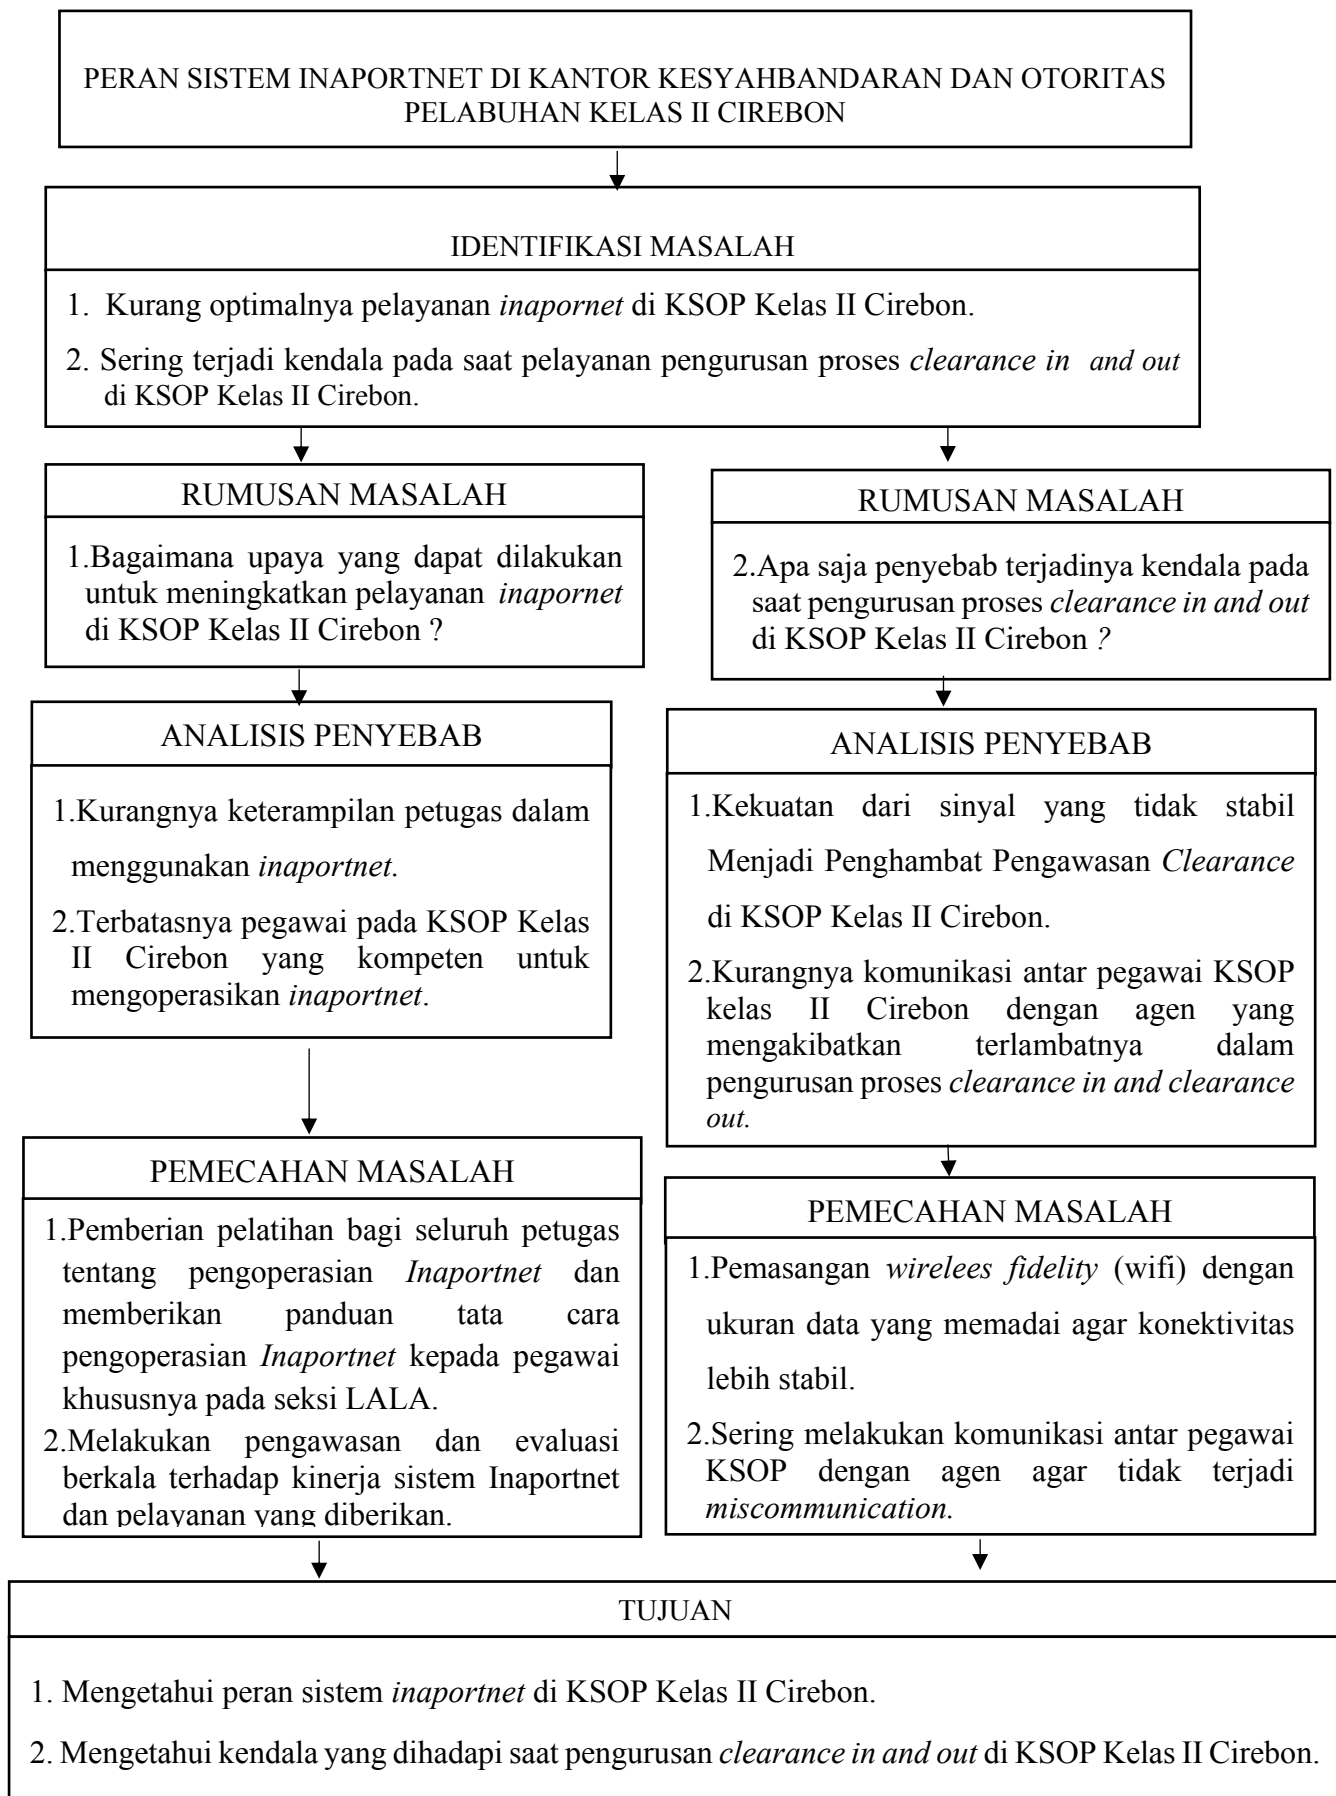 PERAN SISTEM INAPORTNET DI KANTOR KESYAHBANDARAN DAN OTORITAS
PELABUHAN KELAS II CIREBON
IDENTIFIKASI MASALAH
1. Kurang optimalnya pelayanan inapornet di KSOP Kelas II Cirebon.
2. Sering terjadi kendala pada saat pelayanan pengurusan proses clearance in and out
di KSOP Kelas II Cirebon.
RUMUSAN MASALAH
1.Bagaimana upaya yang dapat dilakukan
untuk meningkatkan pelayanan inapornet
di KSOP Kelas II Cirebon ?
RUMUSAN MASALAH
2.Apa saja penyebab terjadinya kendala pada
saat pengurusan proses clearance in and out
di KSOP Kelas II Cirebon ?
ANALISIS PENYEBAB
1.Kurangnya keterampilan petugas dalam
menggunakan inaportnet.
2.Terbatasnya pegawai pada KSOP Kelas
II Cirebon yang kompeten untuk
mengoperasikan inaportnet.
ANALISIS PENYEBAB
1.Kekuatan dari sinyal yang tidak stabil
Menjadi Penghambat Pengawasan Clearance
di KSOP Kelas II Cirebon.
2.Kurangnya komunikasi antar pegawai KSOP
kelas II Cirebon dengan agen yang
mengakibatkan terlambatnya dalam
pengurusan proses clearance in and clearance
out.
PEMECAHAN MASALAH
1.Pemberian pelatihan bagi seluruh petugas
tentang pengoperasian Inaportnet dan
memberikan panduan tata cara
pengoperasian Inaportnet kepada pegawai
khususnya pada seksi LALA.
2.Melakukan pengawasan dan evaluasi
berkala terhadap kinerja sistem Inaportnet
dan pelayanan yang diberikan.
PEMECAHAN MASALAH
1.Pemasangan wirelees fidelity (wifi) dengan
ukuran data yang memadai agar konektivitas
lebih stabil.
2.Sering melakukan komunikasi antar pegawai
KSOP dengan agen agar tidak terjadi
miscommunication.
TUJUAN
1. Mengetahui peran sistem inaportnet di KSOP Kelas II Cirebon.
2. Mengetahui kendala yang dihadapi saat pengurusan clearance in and out di KSOP Kelas II Cirebon.